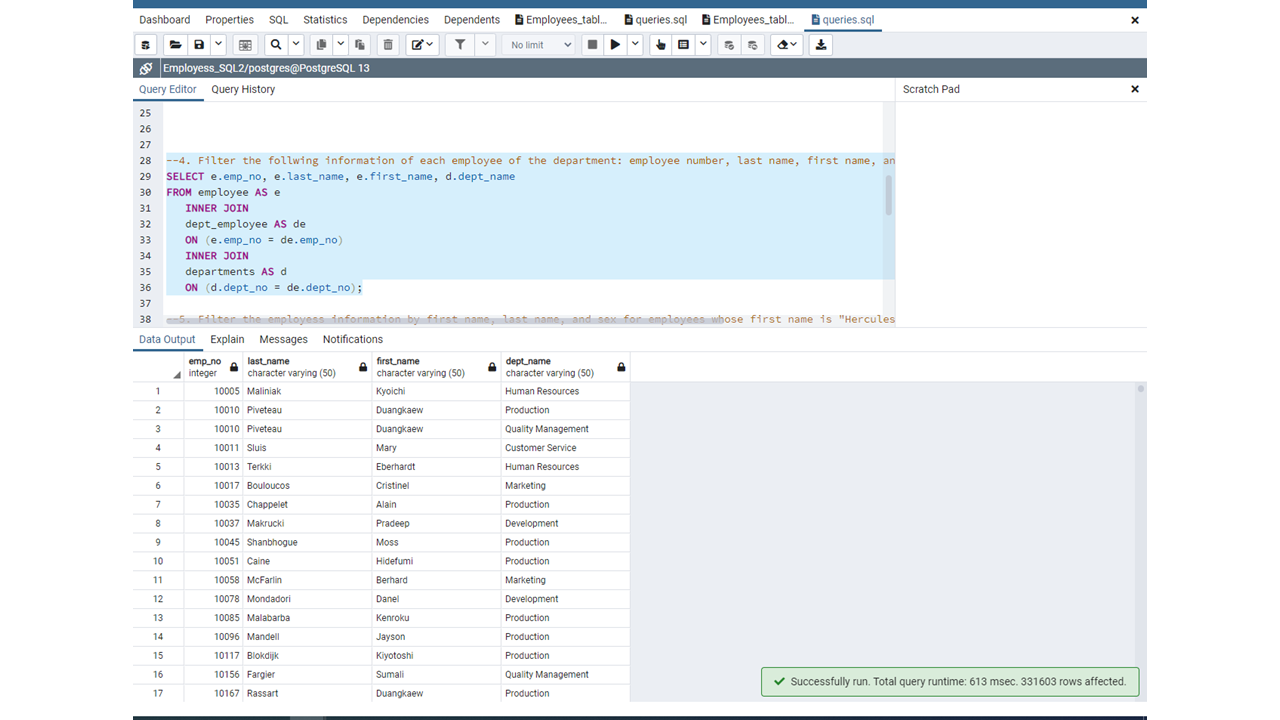 Dashboard Properties SQL Statistics Dependencies Dependents Employees_tabl... queries.sql Employees_tabl... queries.sql
No limit
Employess_SQL2/postgres@PostgreSQL 13
Query Editor Query History Scratch Pad
25
26
27
28 --4. Filter the follwing information of each employee of the department: employee number, last name, first name, an
29 SELECT e.emp_no, e.last_name, e.first_name, d.dept_name
30 FROM employee AS e
31 INNER JOIN
32 dept_employee AS de
33 ON (e.emp_no = de.emp_no)
34 INNER JOIN
35 departments AS d
36 ON (d.dept_no = de.dept_no);
37
38 --5. Filter the employess information by first name, last name, and sex for employees whose first name is "Hercules
Data Output Explain Messages Notifications
emp_no last_name first_name dept_name
integer character varying (50) character varying (50) character varying (50)
1 10005 Maliniak Kyoichi Human Resources
2 10010 Piveteau Duangkaew Production
3 10010 Piveteau Duangkaew Quality Management
4 10011 Sluis Mary Customer Service
5 10013 Terkki Eberhardt Human Resources
6 10017 Bouloucos Cristinel Marketing
7 10035 Chappelet Alain Production
8 10037 Makrucki Pradeep Development
9 10045 Shanbhogue Moss Production
10 10051 Caine Hidefumi Production
11 10058 McFarlin Berhard Marketing
12 10078 Mondadori Danel Development
13 10085 Malabarba Kenroku Production
14 10096 Mandell Jayson Production
15 10117 Blokdijk Kiyotoshi Production
16 10156 Fargier Sumali Quality Management
17 10167 Rassart Duangkaew Production
Successfully run. Total query runtime: 613 msec. 331603 rows affected.